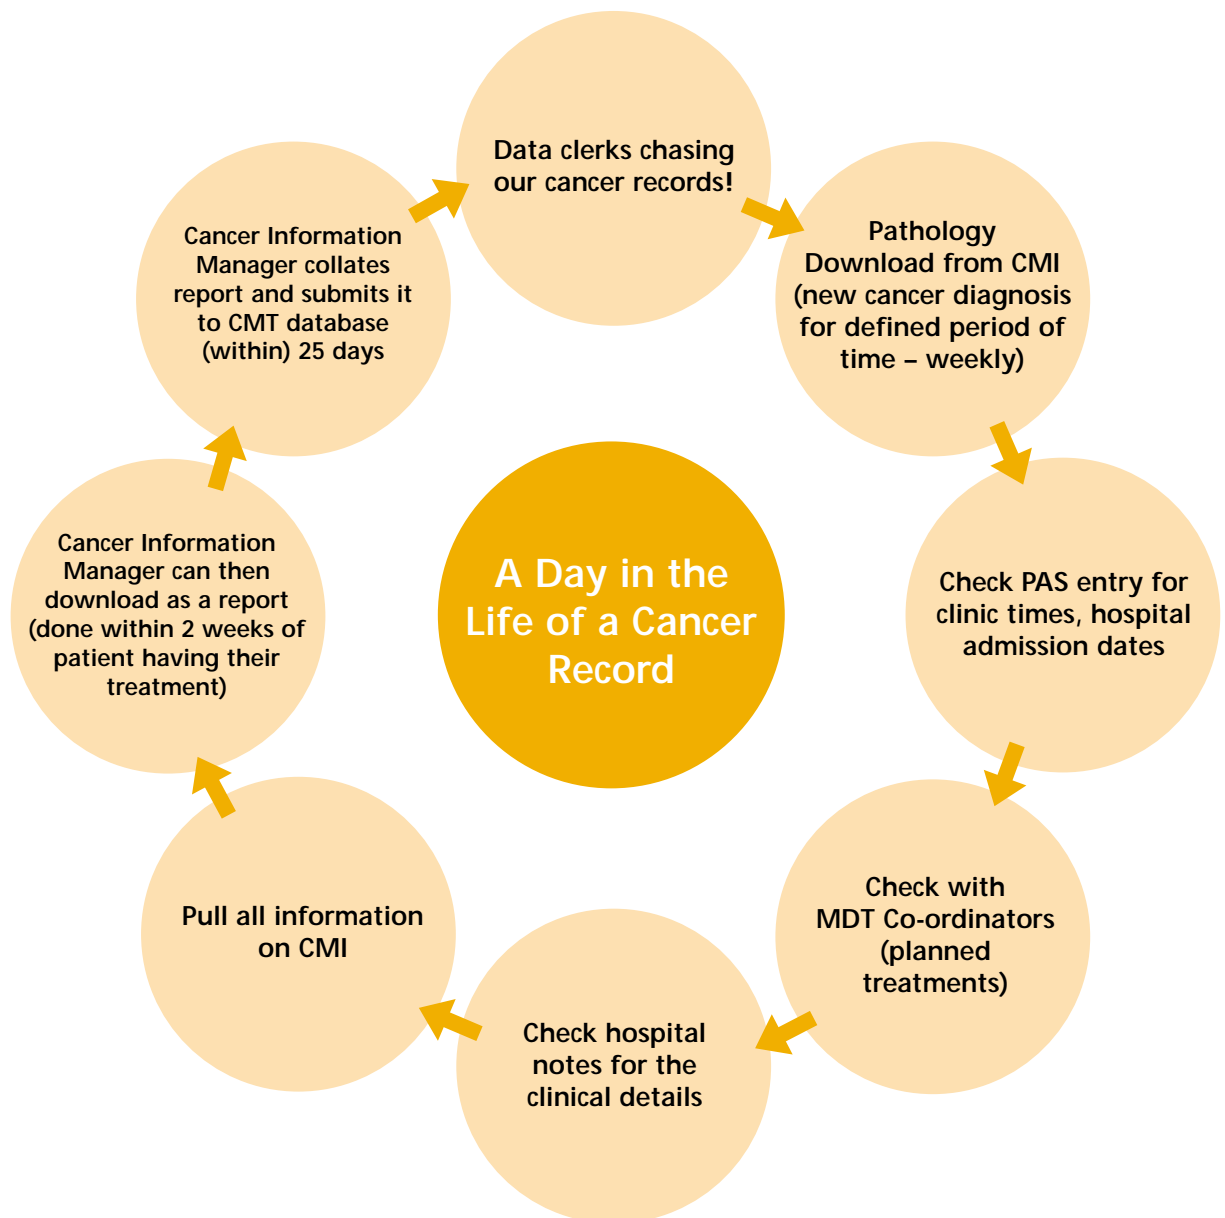 Data clerks chasing
our cancer records!
Pathology
Download from CMI
(new cancer diagnosis
for defined period of
time – weekly)
Check PAS entry for
clinic times, hospital
admission dates
Check with
MDT Co-ordinators
(planned
treatments)
Check hospital
notes for the
clinical details
Pull all information
on CMI
Cancer Information
Manager can then
download as a report
(done within 2 weeks of
patient having their
treatment)
Cancer Information
Manager collates
report and submits it
to CMT database
(within) 25 days
A Day in the
Life of a Cancer
Record